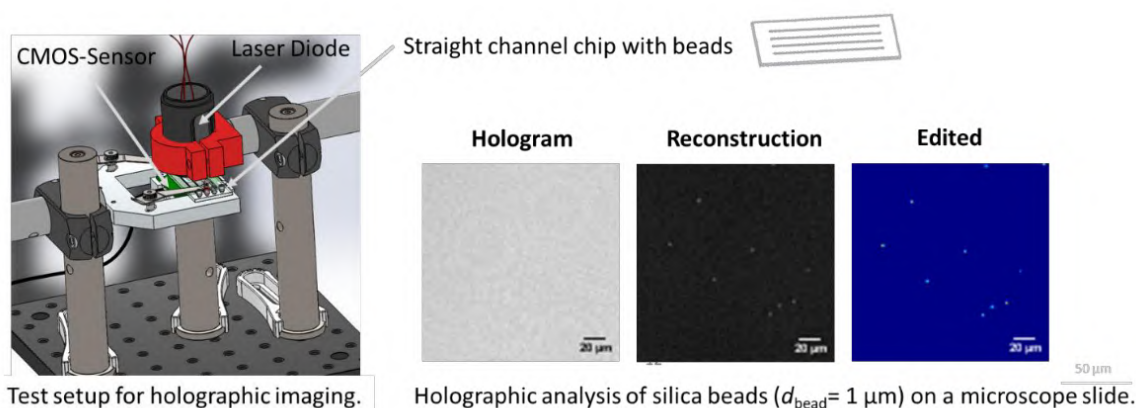 CMOS-Sensor
Laser Diode
Straight channel chip with beads
Hologram
Reconstruction
Edited
20 µm
20 µm
20 µm
50 µm
Test setup for holographic imaging.
Holographic analysis of silica beads (dbead= 1 µm) on a microscope slide.